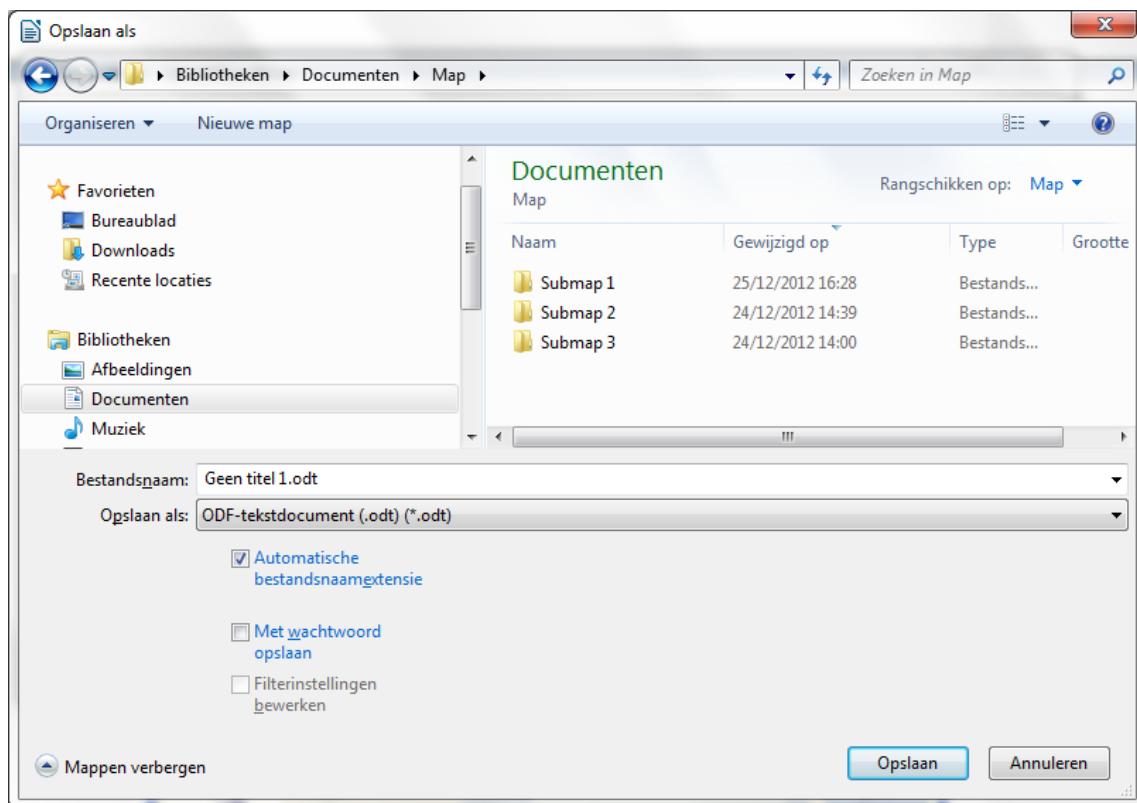 Opslaan als
Bibliotheken Documenten Map
Zoeken in Map
Organiseren Nieuwe map
Favorieten
Bureaublad
Downloads
Recente locaties
Bibliotheken
Afbeeldingen
Documenten
Muziek
Documenten
Map
Rangschikken op: Map
Naam Gewijzigd op Type Grootte
Submap 1 25/12/2012 16:28 Bestands...
Submap 2 24/12/2012 14:39 Bestands...
Submap 3 24/12/2012 14:00 Bestands...
Bestandsnaam: Geen titel 1.odt
Opslaan als: ODF-tekstdocument (.odt) (*.odt)
Automatische
bestandsnaamextensie
Met wachtwoord
opslaan
Filterinstellingen
bewerken
Mappen verbergen
Opslaan Annuleren